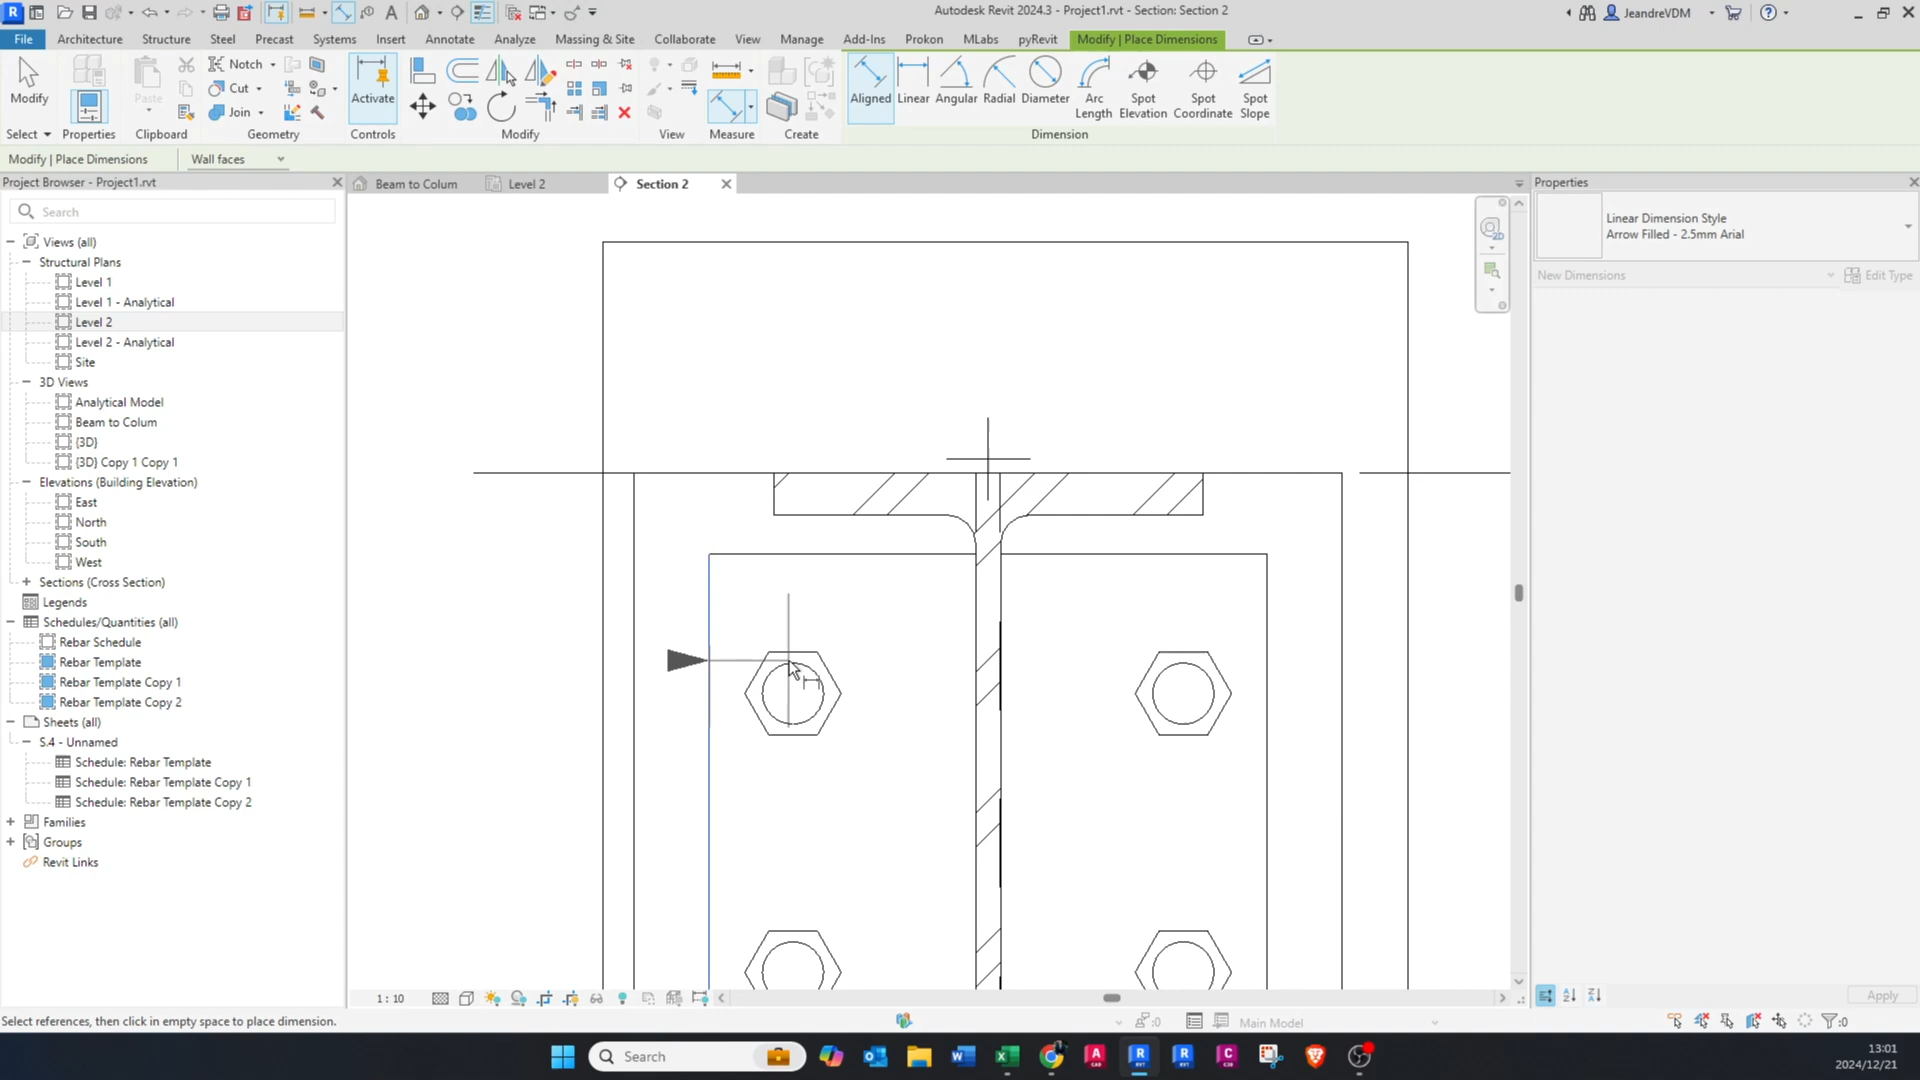 Autodesk Revit 2024.3 - Project1.rvt - Section: Section 2
JeandreVDM
File
Architecture
Structure
Steel
Precast
Systems
Insert
Annotate
Analyze
Massing & Site
Collaborate
View
Manage
Add-Ins
Prokon
MLabs
pyRevit
Modify | Place Dimensions
Modify
Paste
Notch
Cut
Join
Activate
Aligned
Linear
Angular
Radial
Diameter
Arc
Length
Spot
Elevation
Spot
Coordinate
Spot
Slope
Select
Properties
Clipboard
Geometry
Controls
Modify
View
Measure
Create
Dimension
Modify | Place Dimensions
Wall faces
Project Browser - Project1.rvt
Search
Views (all)
Structural Plans
Level 1
Level 1 - Analytical
Level 2
Level 2 - Analytical
Site
3D Views
Analytical Model
Beam to Colum
{3D}
{3D} Copy 1 Copy 1
Elevations (Building Elevation)
East
North
South
West
Sections (Cross Section)
Legends
Schedules/Quantities (all)
Rebar Schedule
Rebar Template
Rebar Template Copy 1
Rebar Template Copy 2
Sheets (all)
S.4 - Unnamed
Schedule: Rebar Template
Schedule: Rebar Template Copy 1
Schedule: Rebar Template Copy 2
Families
Groups
Revit Links
Beam to Colum
Level 2
Section 2
2D
Properties
Linear Dimension Style
Arrow Filled - 2.5mm Arial
New Dimensions
Edit Type
Apply
1 : 10
Select references, then click in empty space to place dimension.
:0
Main Model
:0
Search
13:01
2024/12/21